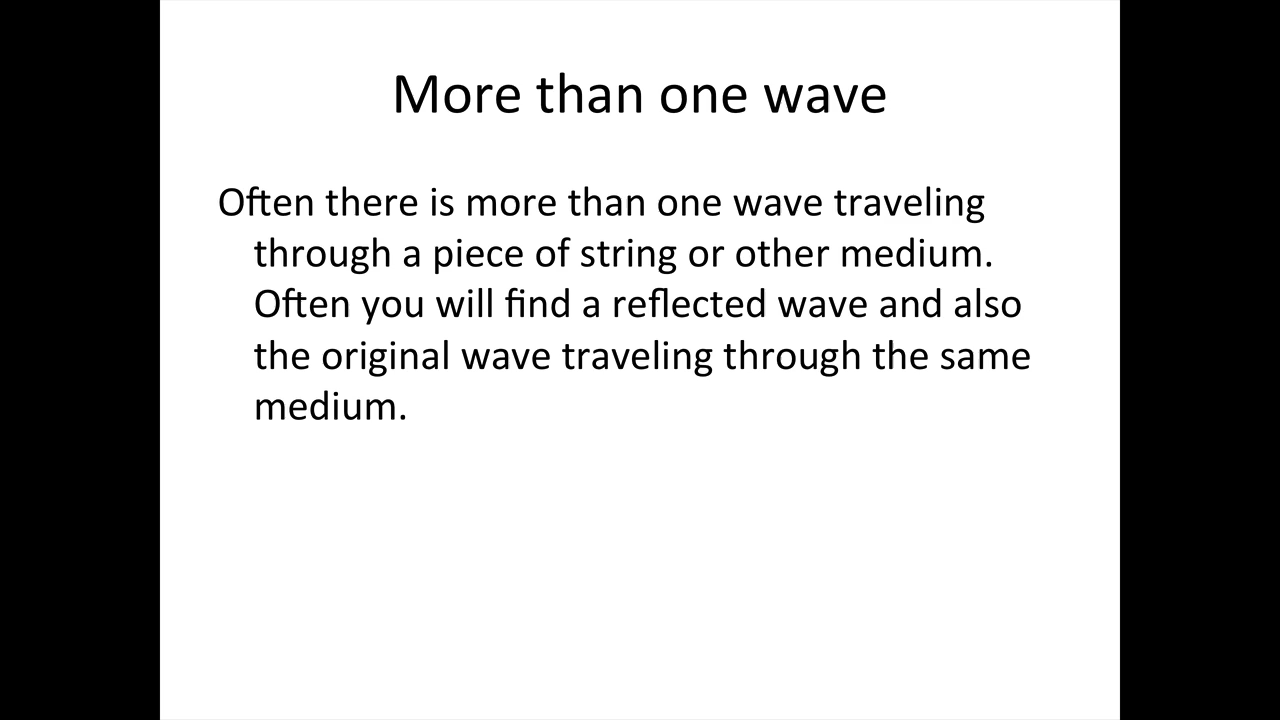 More than one wave
Often there is more than one wave traveling
through a piece of string or other medium.
Often you will find a reflected wave and also
the original wave traveling through the same
medium.